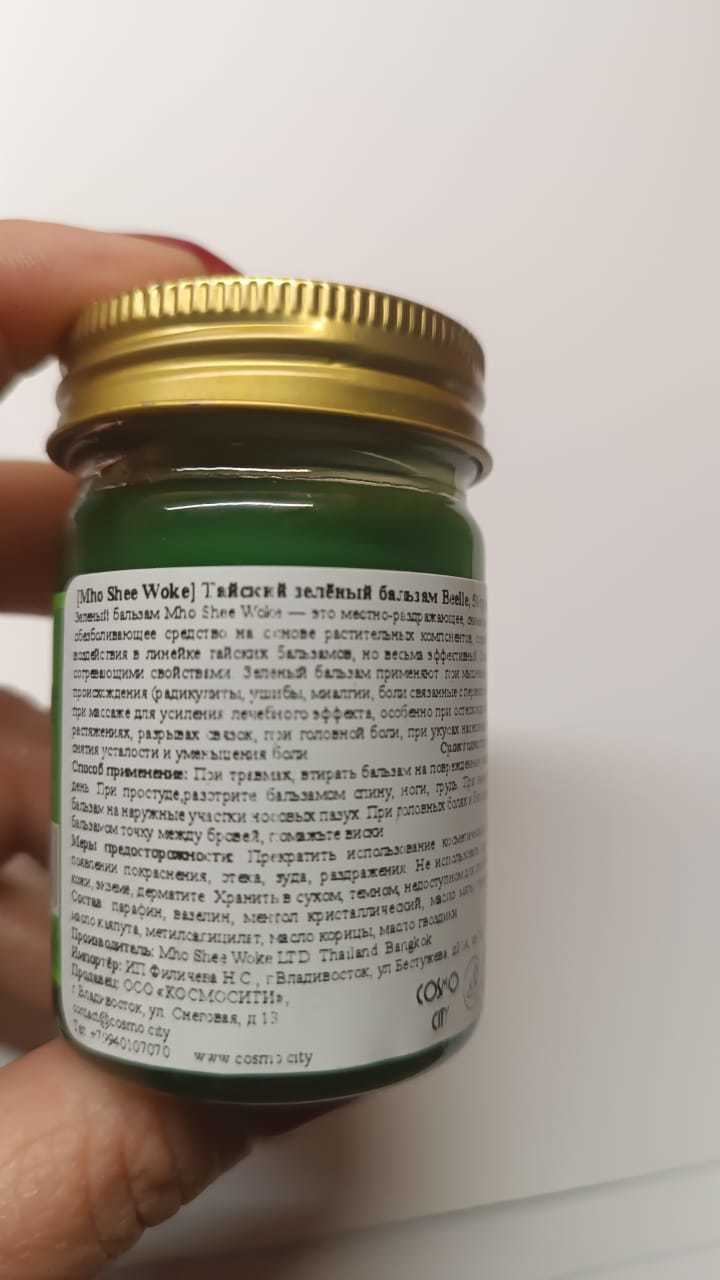 [Mho Shee Woke] Тайский зелёный бальзам Beelle,
Зеленый бальзам Mho Shee Woke — это местно-раздражающее,
обезболивающее средство на основе растительных компонентов,
воздействия в линейке тайских бальзамов, но весьма эффективный
согревающими свойствами. Зеленый бальзам применяют при
происхождения (радикулиты, ушибы, миалгии, боли связанные с
при массаже для усиления лечебного эффекта, особенно при
растяжениях, разрывах связок, при головной боли, при укусах
снятия усталости и уменьшения боли
Способ применение: При травмах, втирать бальзам на
день. При простуде,разотрите бальзамом спину, ноги, грудь. При
бальзам на наружные участки носовых пазух. При головных болях и
бальзамом точку между бровей, помажьте виски
Меры предосторожности: Прекратить использование
появлении покраснения, отека, зуда, раздражения. Не использовать
кожи, экземе, дерматите. Хранить в сухом, темном, недоступном для
Состав: парафин, вазелин, ментол кристаллический, масло мяты,
масло каяпута, метилсалицилат, масло корицы, масло гвоздики
Производитель: Mho Shee Woke LTD. Thailand. Bangkok
Импортёр: ИП Филичева Н.С., г.Владивосток, ул Бестужева,
Продавец: ООО «КОСМОСИТИ»,
г.Владивосток, ул. Снеговая, д 13
contact@cosmo.city
Тел. +79940107070 www.cosmo.city
COSMO
CITY